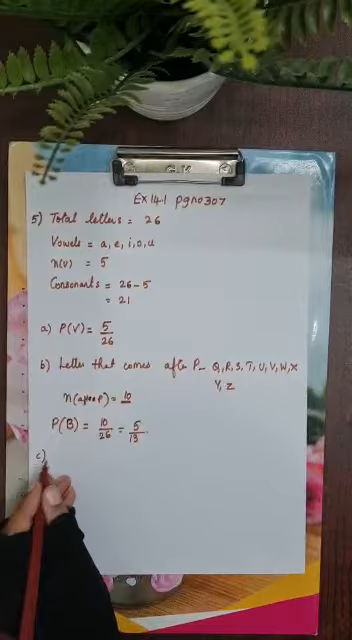 Ex 14.1 pg no 307
5) Total letters = 26
Vowels = a, e, i, o, u
n(V) = 5
Consonants = 26 - 5
= 21
a) P(V) = 5/26
b) Letter that comes after P - Q, R, S, T, U, V, W, X
Y, Z
n(after P) = 10
P(B) = 10/26 = 5/13.
c)